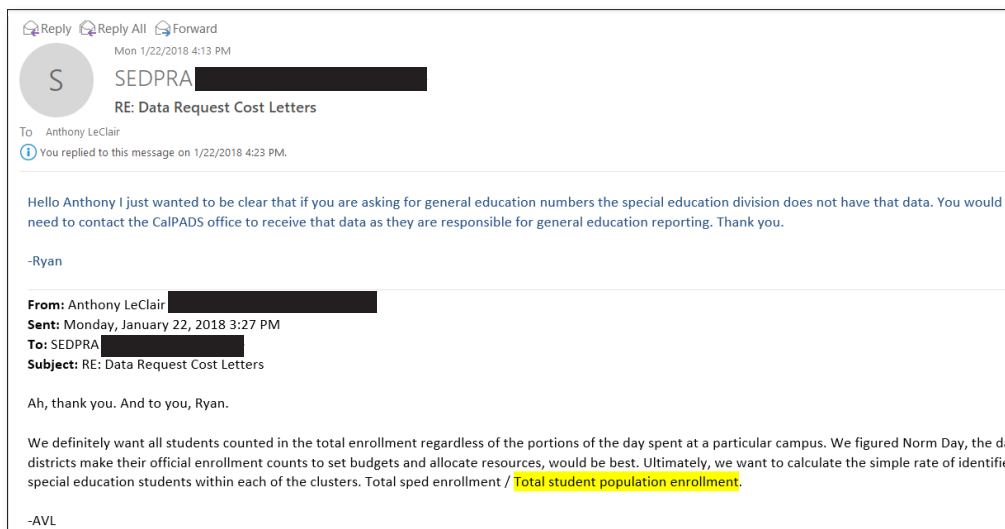 Reply Reply All Forward
Mon 1/22/2018 4:13 PM
S
SEDPRA
RE: Data Request Cost Letters
To Anthony LeClair
You replied to this message on 1/22/2018 4:23 PM.
Hello Anthony I just wanted to be clear that if you are asking for general education numbers the special education division does not have that data. You would
need to contact the CalPADS office to receive that data as they are responsible for general education reporting. Thank you.
-Ryan
From: Anthony LeClair
Sent: Monday, January 22, 2018 3:27 PM
To: SEDPRA
Subject: RE: Data Request Cost Letters
Ah, thank you. And to you, Ryan.
We definitely want all students counted in the total enrollment regardless of the portions of the day spent at a particular campus. We figured Norm Day, the
districts make their official enrollment counts to set budgets and allocate resources, would be best. Ultimately, we want to calculate the simple rate of
special education students within each of the clusters. Total sped enrollment / Total student population enrollment.
-AVL